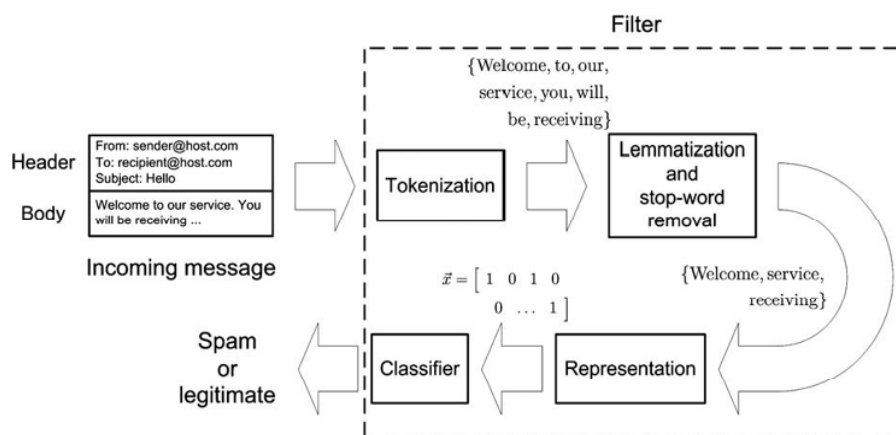 Filter
{Welcome, to, our,
service, you, will,
be, receiving}
Header
From: sender@host.com
To: recipient@host.com
Subject: Hello
Body
Welcome to our service. You
will be receiving ...
Incoming message
Tokenization
Lemmatization
and
stop-word
removal
{Welcome, service,
receiving}
x⃗ = [ 1 0 1 0
0 ... 1 ]
Representation
Classifier
Spam
or
legitimate